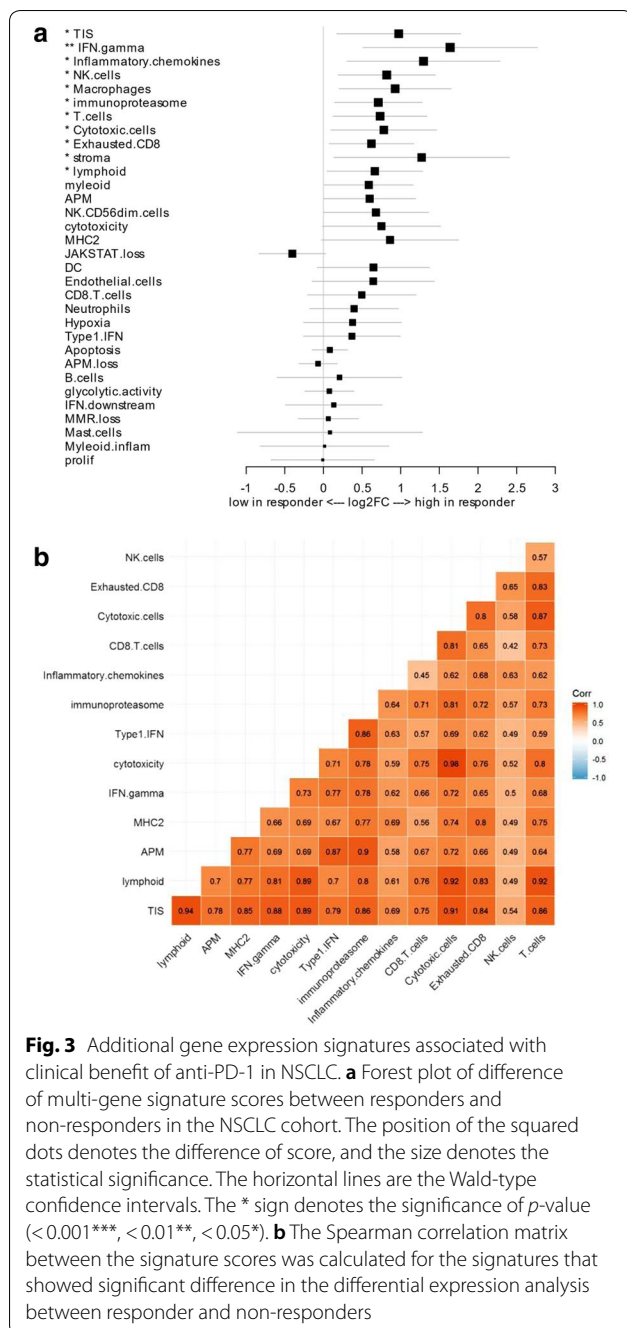 a
* TIS
** IFN.gamma
* Inflammatory.chemokines
* NK.cells
* Macrophages
* immunoproteasome
* T.cells
* Cytotoxic.cells
* Exhausted.CD8
* stroma
* lymphoid
myleoid
APM
NK.CD56dim.cells
cytotoxicity
MHC2
JAKSTAT.loss
DC
Endothelial.cells
CD8.T.cells
Neutrophils
Hypoxia
Type1.IFN
Apoptosis
APM.loss
B.cells
glycolytic.activity
IFN.downstream
MMR.loss
Mast.cells
Myleoid.inflam
prolif
-1 -0.5 0 0.5 1 1.5 2 2.5 3
low in responder <--- log2FC ---> high in responder
b
NK.cells 0.57
Exhausted.CD8 0.65 0.83
Cytotoxic.cells 0.8 0.58 0.87
CD8.T.cells 0.81 0.65 0.42 0.73
Inflammatory.chemokines 0.45 0.62 0.68 0.63 0.62
immunoproteasome 0.64 0.71 0.81 0.72 0.57 0.73
Type1.IFN 0.86 0.63 0.57 0.69 0.62 0.49 0.59
cytotoxicity 0.71 0.78 0.59 0.75 0.98 0.76 0.52 0.8
IFN.gamma 0.73 0.77 0.78 0.62 0.66 0.72 0.65 0.5 0.68
MHC2 0.66 0.69 0.67 0.77 0.69 0.56 0.74 0.8 0.49 0.75
APM 0.77 0.69 0.69 0.87 0.9 0.58 0.67 0.72 0.66 0.49 0.64
lymphoid 0.7 0.77 0.81 0.89 0.7 0.8 0.61 0.76 0.92 0.83 0.49 0.92
TIS 0.94 0.78 0.85 0.88 0.89 0.79 0.86 0.69 0.75 0.91 0.84 0.54 0.86
lymphoid
APM
MHC2
IFN.gamma
cytotoxicity
Type1.IFN
immunoproteasome
Inflammatory.chemokines
CD8.T.cells
Cytotoxic.cells
Exhausted.CD8
NK.cells
T.cells
Corr
1.0
0.5
0.0
-0.5
-1.0
Fig. 3 Additional gene expression signatures associated with
clinical benefit of anti-PD-1 in NSCLC. a Forest plot of difference
of multi-gene signature scores between responders and
non-responders in the NSCLC cohort. The position of the squared
dots denotes the difference of score, and the size denotes the
statistical significance. The horizontal lines are the Wald-type
confidence intervals. The * sign denotes the significance of p-value
(< 0.001***, < 0.01**, < 0.05*). b The Spearman correlation matrix
between the signature scores was calculated for the signatures that
showed significant difference in the differential expression analysis
between responder and non-responders